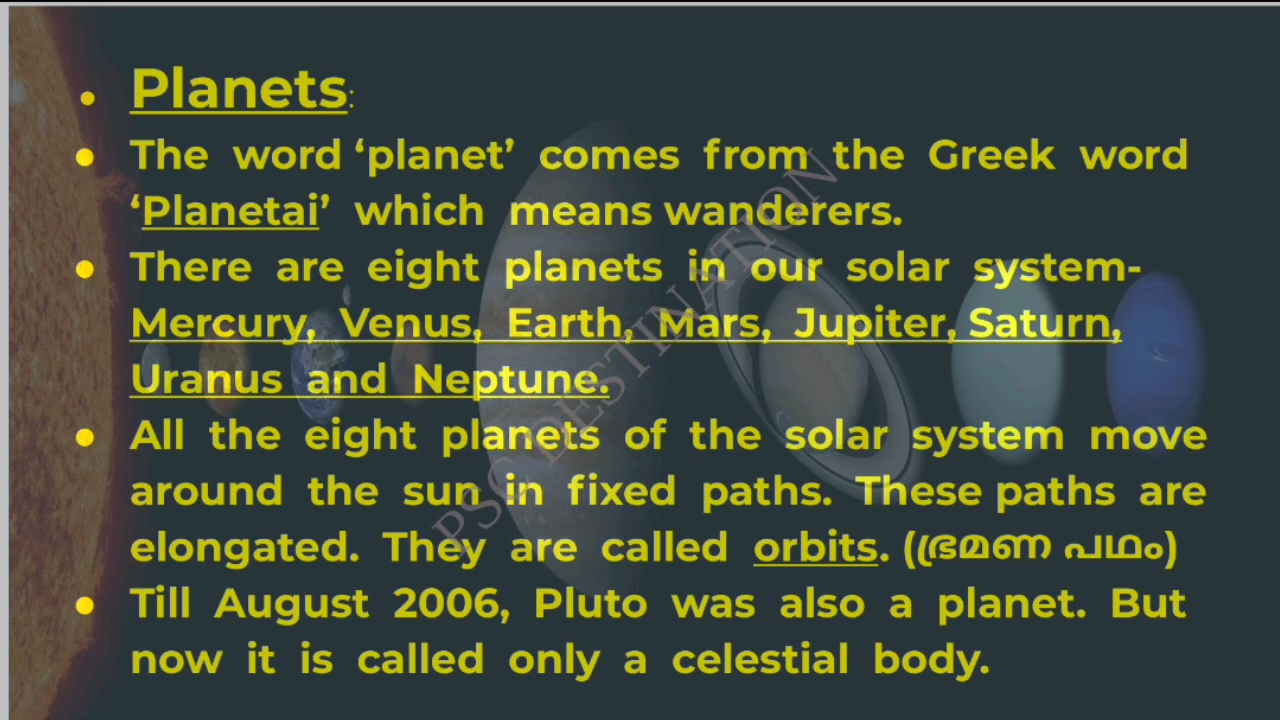 Planets:
The word ‘planet’ comes from the Greek word
‘Planetai’ which means wanderers.
There are eight planets in our solar system-
Mercury, Venus, Earth, Mars, Jupiter, Saturn,
Uranus and Neptune.
All the eight planets of the solar system move
around the sun in fixed paths. These paths are
elongated. They are called orbits. (ഭ്രമണ പഥം)
Till August 2006, Pluto was also a planet. But
now it is called only a celestial body.
PSC DESTINATION